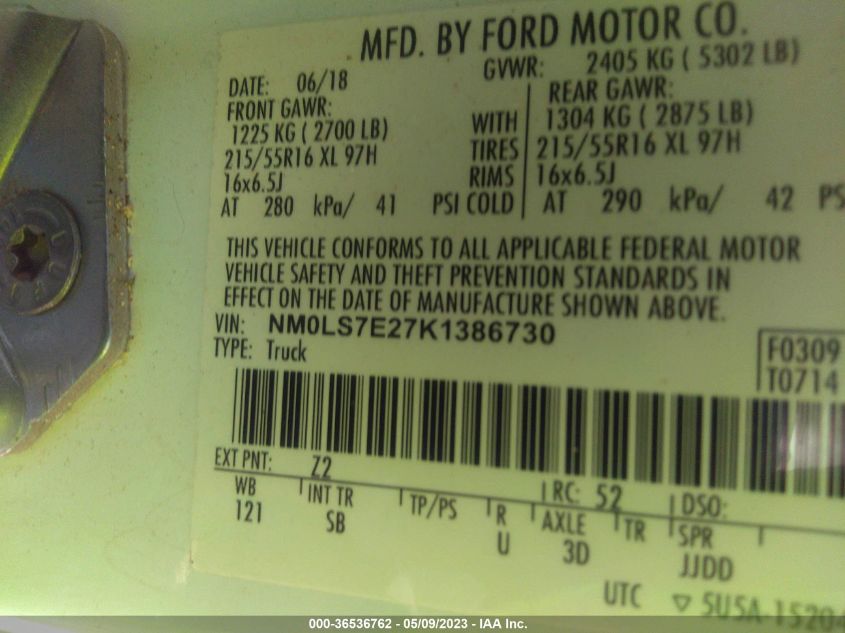 MFD. BY FORD MOTOR CO.
DATE: 06/18 GVWR: 2405 KG ( 5302 LB)
FRONT GAWR: REAR GAWR:
1225 KG ( 2700 LB) WITH 1304 KG ( 2875 LB)
215/55R16 XL 97H TIRES 215/55R16 XL 97H
16x6.5J RIMS 16x6.5J
AT 280 kPa/ 41 PSI COLD AT 290 kPa/ 42 PS
THIS VEHICLE CONFORMS TO ALL APPLICABLE FEDERAL MOTOR
VEHICLE SAFETY AND THEFT PREVENTION STANDARDS IN
EFFECT ON THE DATE OF MANUFACTURE SHOWN ABOVE.
VIN: NM0LS7E27K1386730
TYPE: Truck
F0309
T0714
EXT PNT: Z2 RC: 52 DSO:
WB INT TR TP/PS R AXLE TR SPR
121 SB U 3D JJDD
UTC ▽ 5U5A-15204
000-36536762 - 05/09/2023 - IAA Inc.